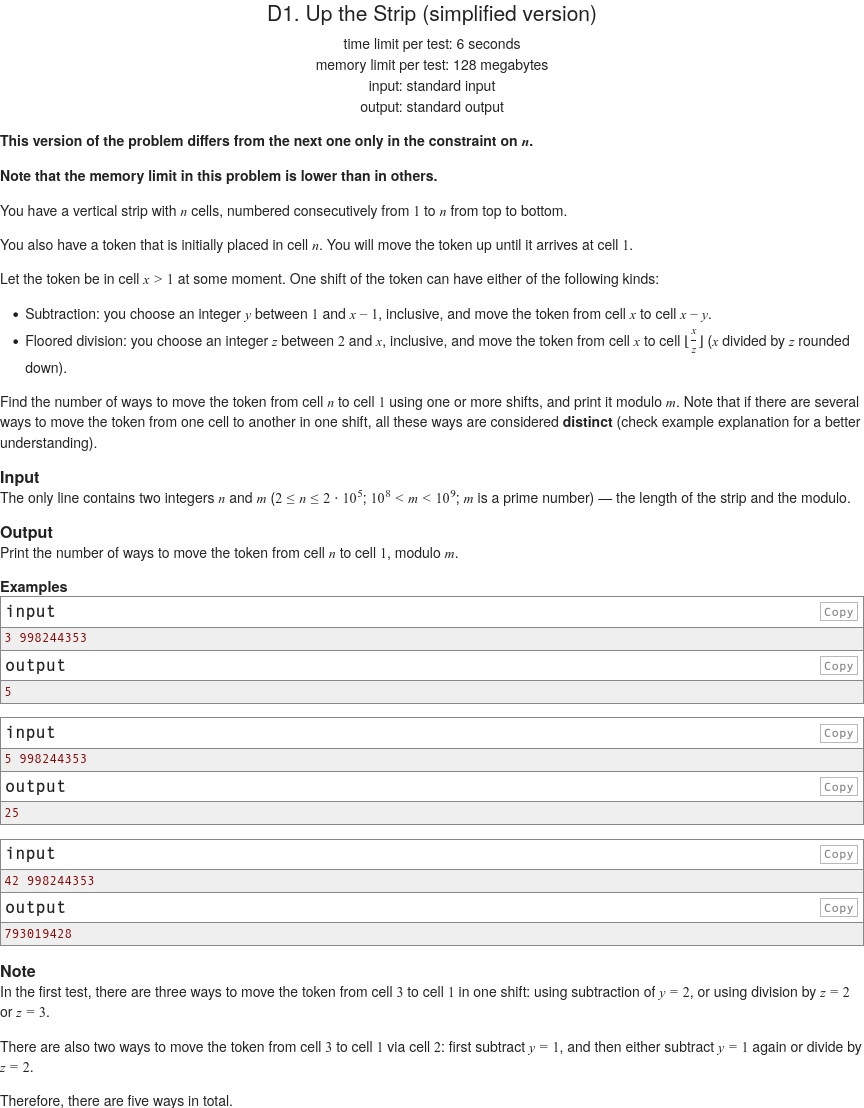 D1. Up the Strip (simplified version)
time limit per test: 6 seconds
memory limit per test: 128 megabytes
input: standard input
output: standard output
This version of the problem differs from the next one only in the constraint on n.
Note that the memory limit in this problem is lower than in others.
You have a vertical strip with n cells, numbered consecutively from 1 to n from top to bottom.
You also have a token that is initially placed in cell n. You will move the token up until it arrives at cell 1.
Let the token be in cell x > 1 at some moment. One shift of the token can have either of the following kinds:
• Subtraction: you choose an integer y between 1 and x − 1, inclusive, and move the token from cell x to cell x − y.
• Floored division: you choose an integer z between 2 and x, inclusive, and move the token from cell x to cell ⌊x/z⌋ (x divided by z rounded
down).
Find the number of ways to move the token from cell n to cell 1 using one or more shifts, and print it modulo m. Note that if there are several
ways to move the token from one cell to another in one shift, all these ways are considered distinct (check example explanation for a better
understanding).
Input
The only line contains two integers n and m (2 ≤ n ≤ 2 · 10⁵; 10⁸ < m < 10⁹; m is a prime number) — the length of the strip and the modulo.
Output
Print the number of ways to move the token from cell n to cell 1, modulo m.
Examples
input
Copy
3 998244353
output
Copy
5
input
Copy
5 998244353
output
Copy
25
input
Copy
42 998244353
output
Copy
793019428
Note
In the first test, there are three ways to move the token from cell 3 to cell 1 in one shift: using subtraction of y = 2, or using division by z = 2
or z = 3.
There are also two ways to move the token from cell 3 to cell 1 via cell 2: first subtract y = 1, and then either subtract y = 1 again or divide by
z = 2.
Therefore, there are five ways in total.